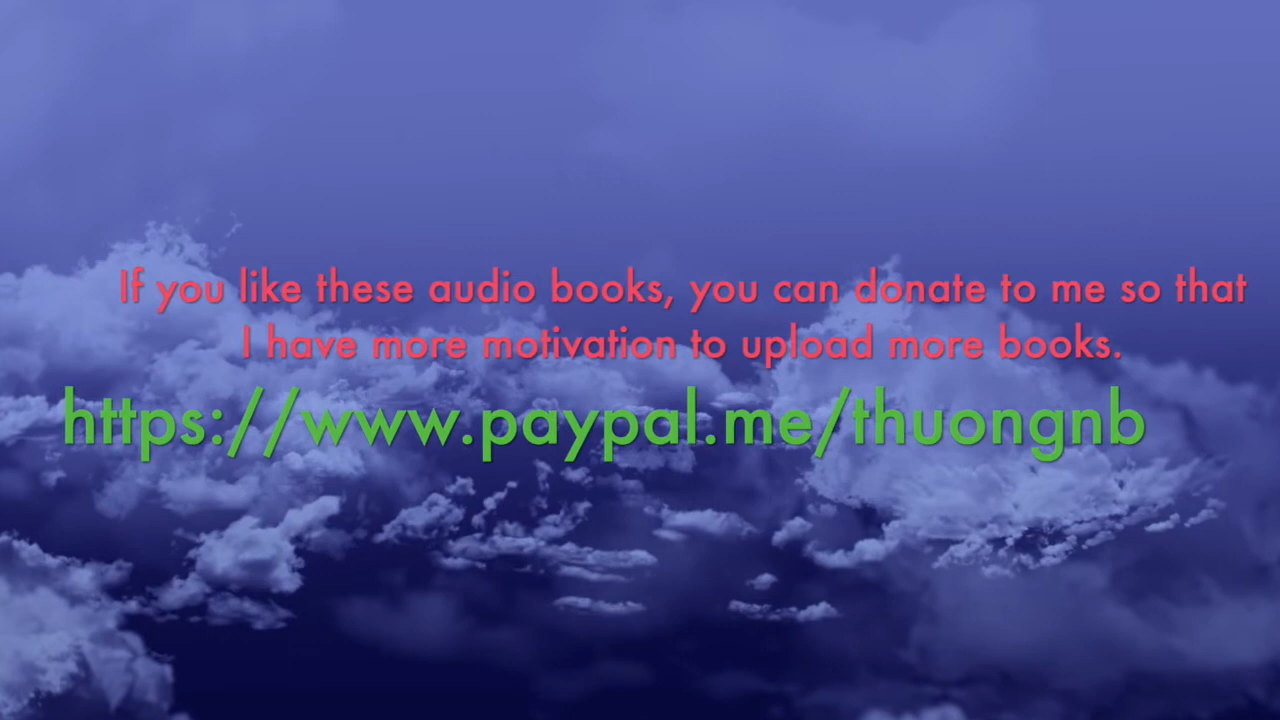 If you like these audio books, you can donate to me so that
I have more motivation to upload more books.
https://www.paypal.me/thuongnb